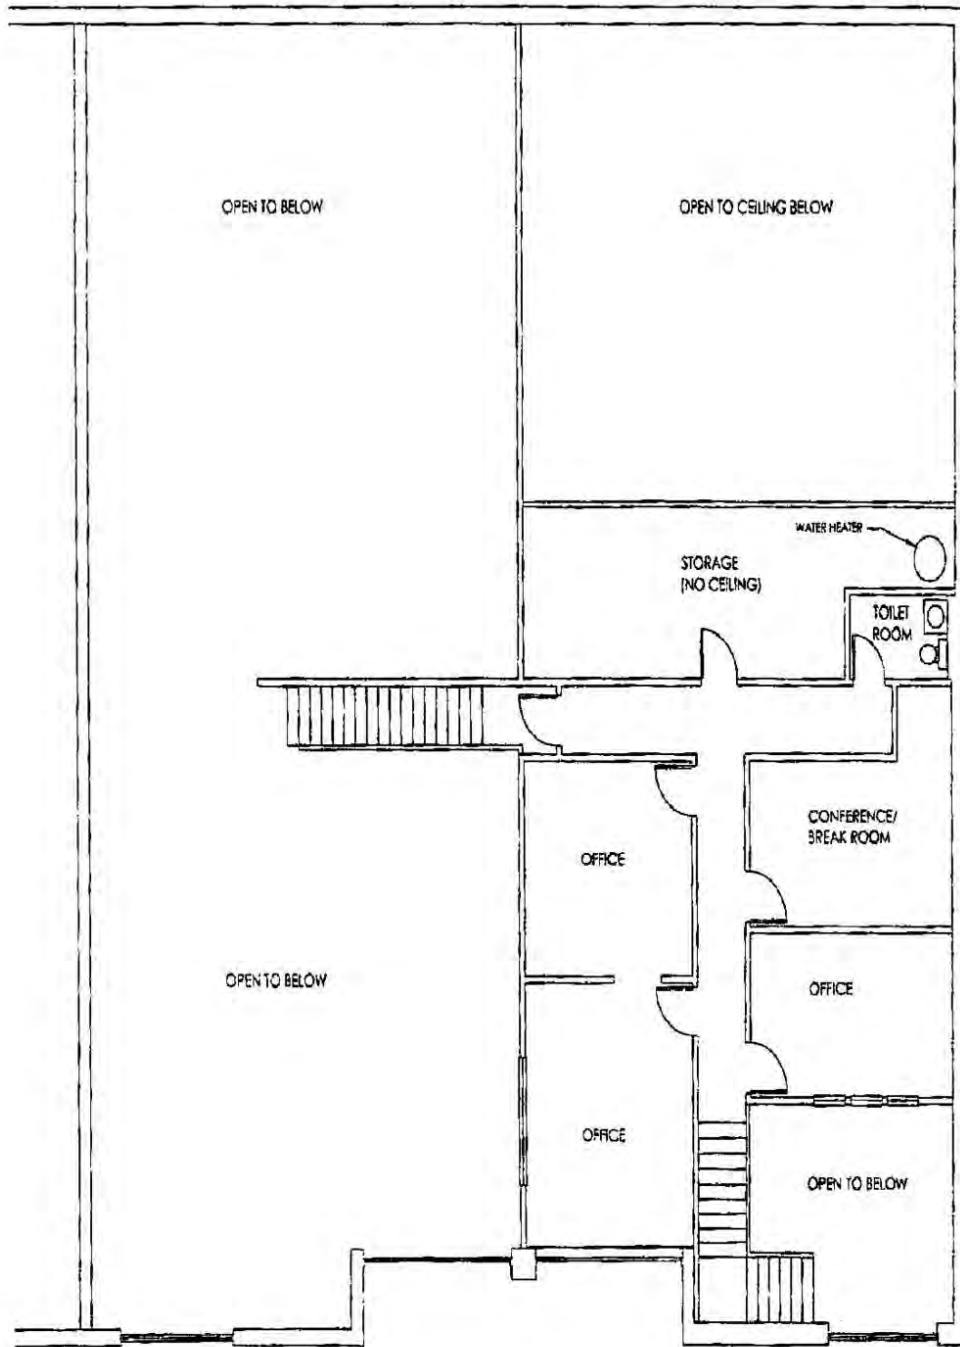 OPEN TO BELOW
OPEN TO CEILING BELOW
WATER HEATER
STORAGE
(NO CEILING)
TOILET
ROOM
CONFERENCE/
BREAK ROOM
OFFICE
OPEN TO BELOW
OFFICE
OFFICE
OPEN TO BELOW